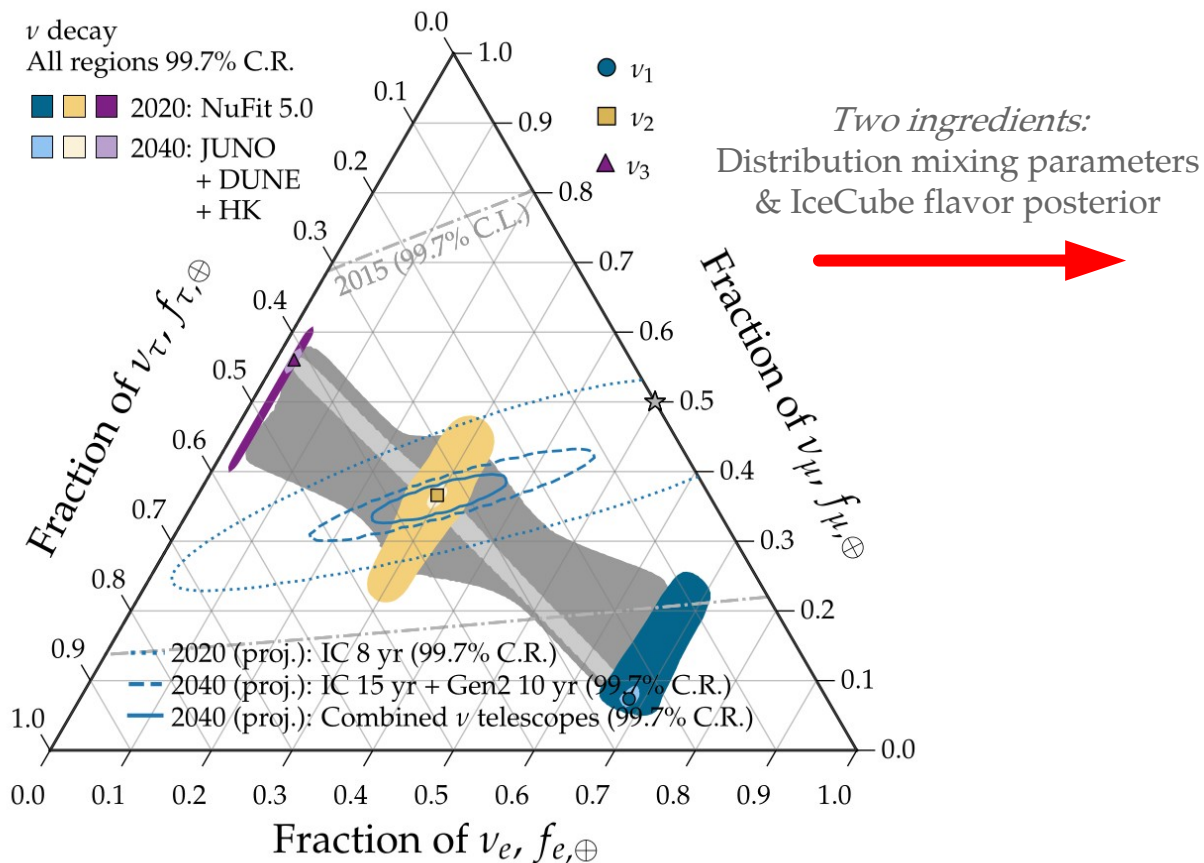 ν decay
All regions 99.7% C.R.
2020: NuFit 5.0
2040: JUNO
+ DUNE
+ HK
ν₁
ν₂
ν₃
Two ingredients:
Distribution mixing parameters
& IceCube flavor posterior
Fraction of ν_τ, f_τ,⊕
0.0
0.1
0.2
0.3
0.4
0.5
0.6
0.7
0.8
0.9
1.0
Fraction of ν_μ, f_μ,⊕
1.0
0.9
0.8
0.7
0.6
0.5
0.4
0.3
0.2
0.1
0.0
2015 (99.7% C.L.)
2020 (proj.): IC 8 yr (99.7% C.R.)
2040 (proj.): IC 15 yr + Gen2 10 yr (99.7% C.R.)
2040 (proj.): Combined ν telescopes (99.7% C.R.)
0.0 0.1 0.2 0.3 0.4 0.5 0.6 0.7 0.8 0.9 1.0
Fraction of ν_e, f_e,⊕